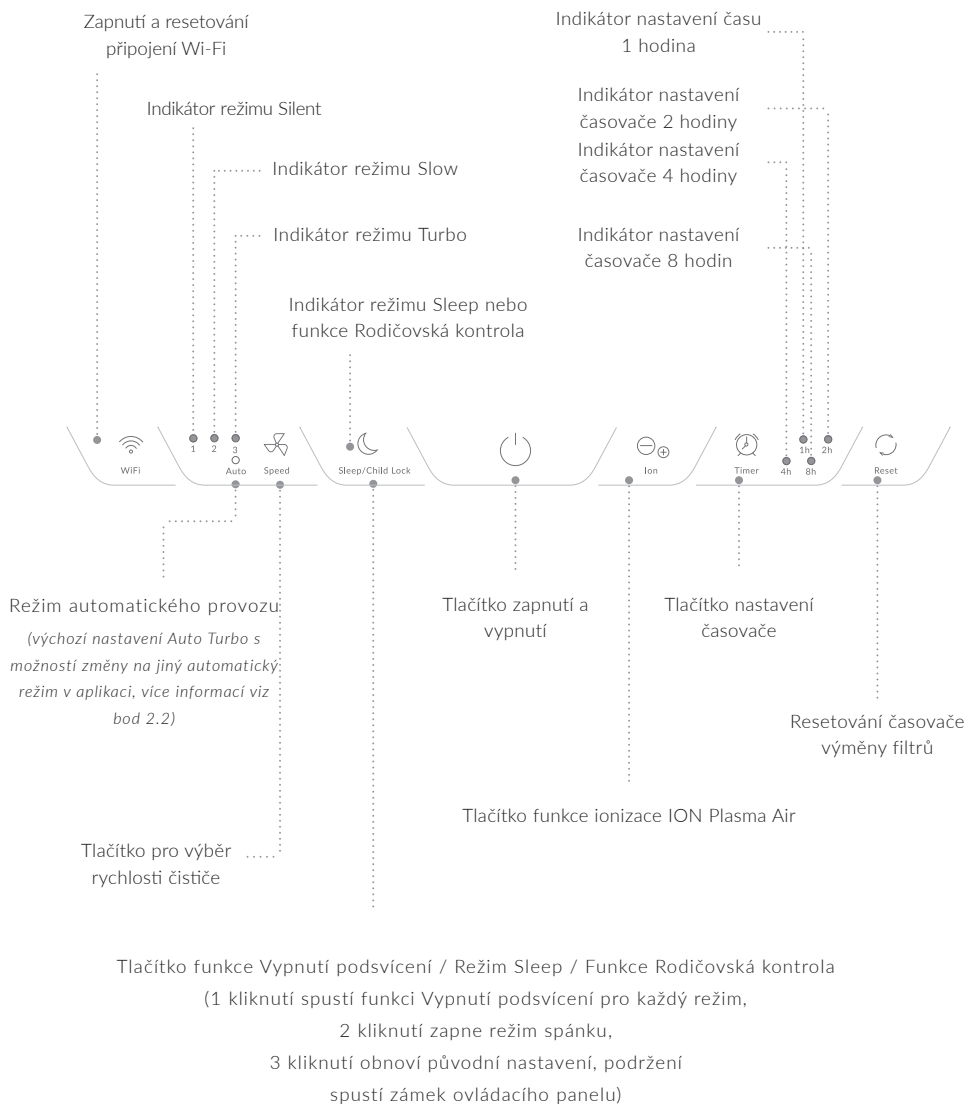 Zapnutí a resetování
připojení Wi-Fi
Indikátor nastavení času
1 hodina
Indikátor režimu Silent
Indikátor nastavení
časovače 2 hodiny
Indikátor nastavení
časovače 4 hodiny
Indikátor režimu Slow
Indikátor režimu Turbo
Indikátor nastavení
časovače 8 hodin
Indikátor režimu Sleep nebo
funkce Rodičovská kontrola
WiFi
1 2 3
Auto
Speed
Sleep/Child Lock
Ion
Timer
1h 2h
4h 8h
Reset
Režim automatického provozu
(výchozí nastavení Auto Turbo s
možností změny na jiný automatický
režim v aplikaci, více informací viz
bod 2.2)
Tlačítko zapnutí a
vypnutí
Tlačítko nastavení
časovače
Resetování časovače
výměny filtrů
Tlačítko funkce ionizace ION Plasma Air
Tlačítko pro výběr
rychlosti čističe
Tlačítko funkce Vypnutí podsvícení / Režim Sleep / Funkce Rodičovská kontrola
(1 kliknutí spustí funkci Vypnutí podsvícení pro každý režim,
2 kliknutí zapne režim spánku,
3 kliknutí obnoví původní nastavení, podržení
spustí zámek ovládacího panelu)